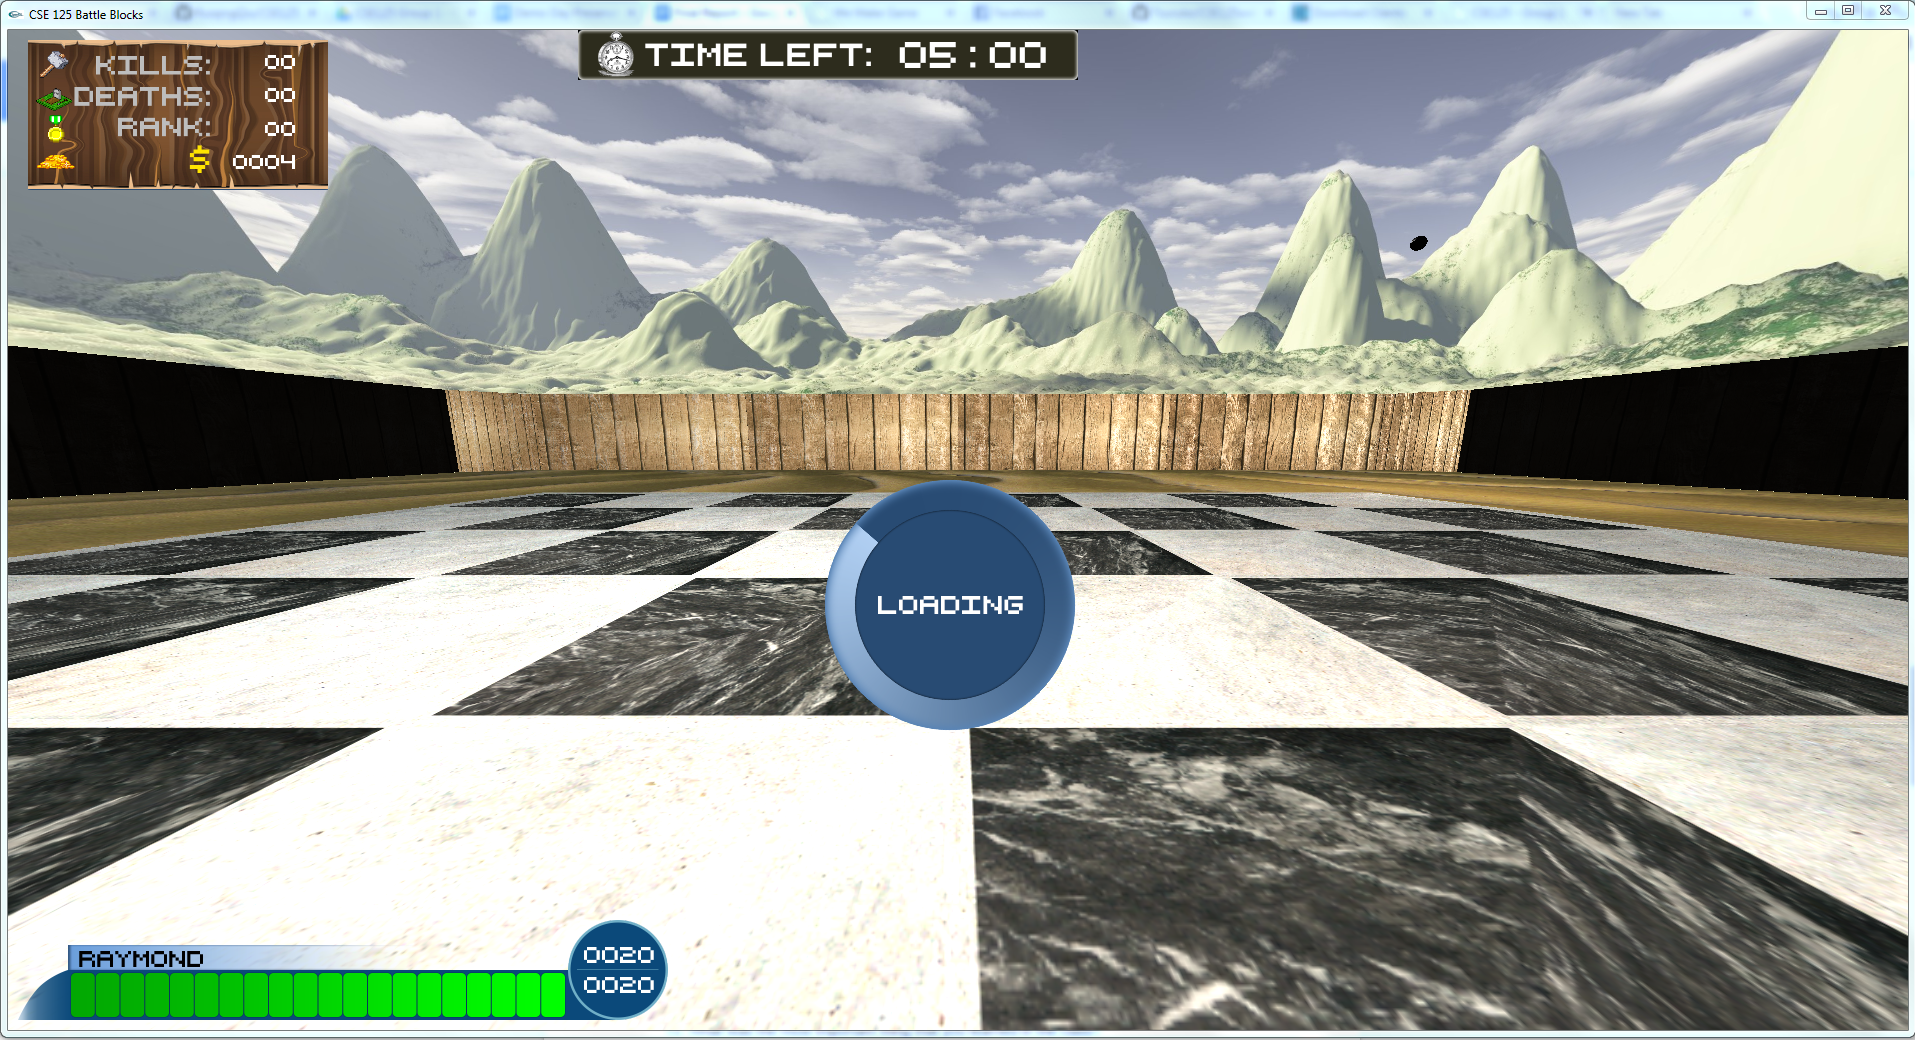 CSE 125 Battle Blocks
KILLS: 00
DEATHS: 00
RANK: 00
$ 0004
TIME LEFT: 05:00
LOADING
RAYMOND
0020
0020